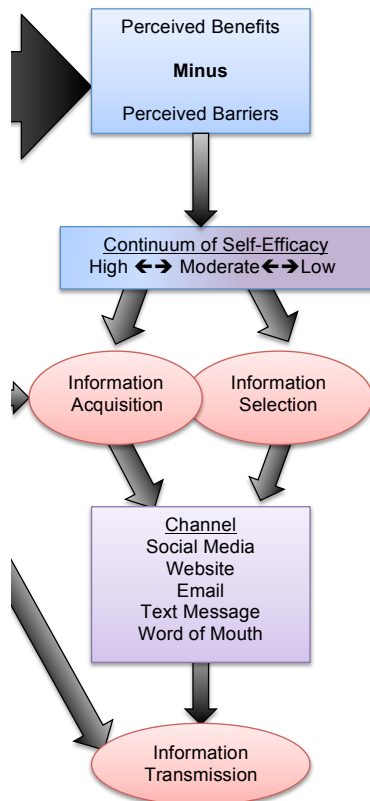 Perceived Benefits
Minus
Perceived Barriers
Continuum of Self-Efficacy
High ←→ Moderate←→Low
Information
Acquisition
Information
Selection
Channel
Social Media
Website
Email
Text Message
Word of Mouth
Information
Transmission